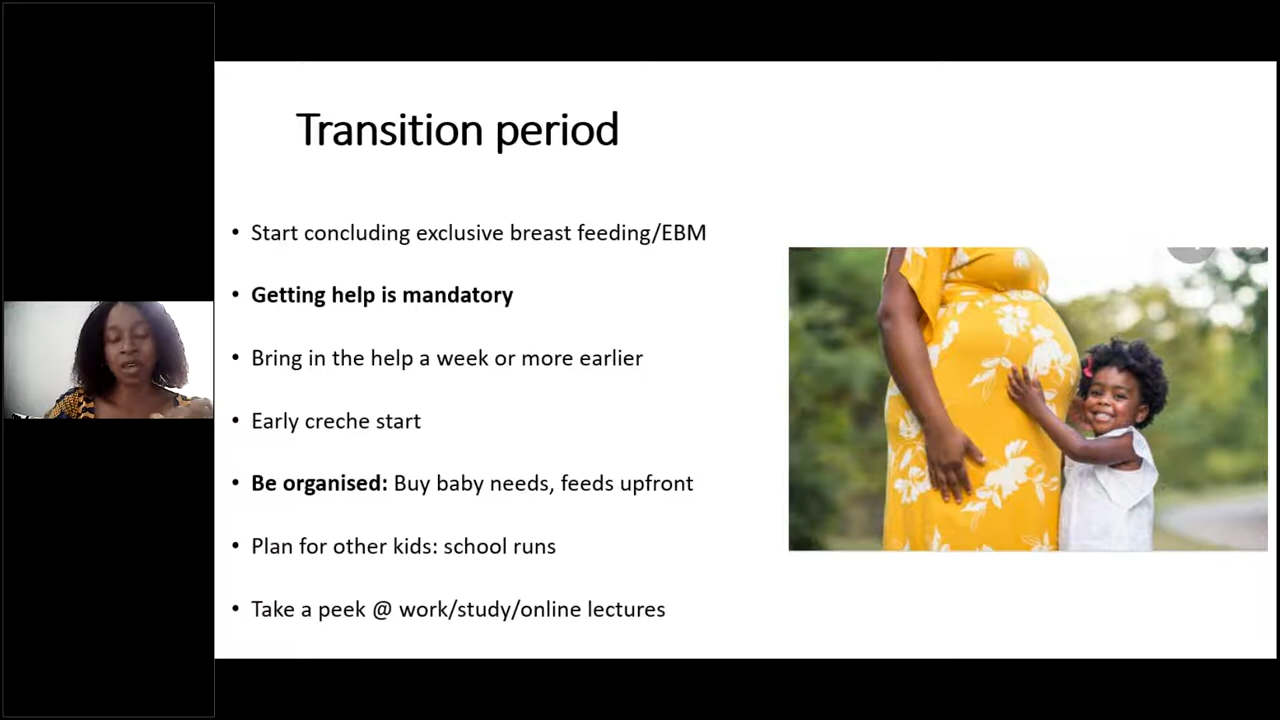 Transition period
• Start concluding exclusive breast feeding/EBM
• Getting help is mandatory
• Bring in the help a week or more earlier
• Early creche start
• Be organised: Buy baby needs, feeds upfront
• Plan for other kids: school runs
• Take a peek @ work/study/online lectures